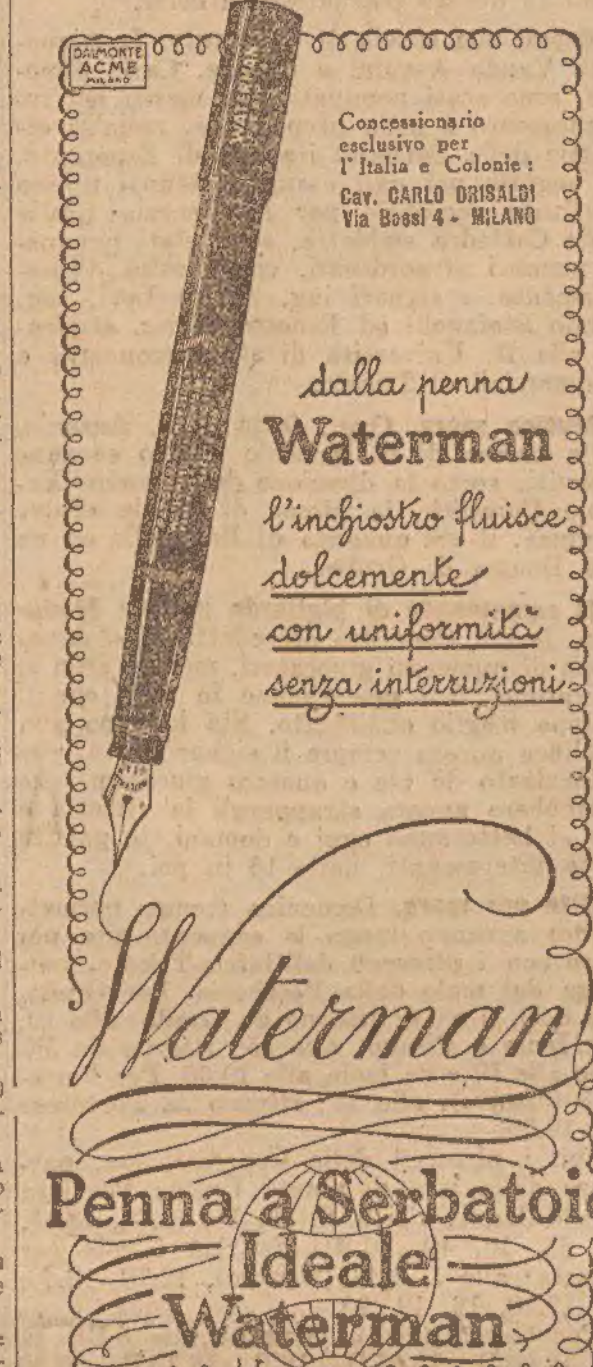 DALMONTE
ACME
MILANO
WATERMAN
Concessionario
esclusivo per
l'Italia e Colonie:
Cav. CARLO DRISALDI
Via Bossi 4 - MILANO
dalla penna
Waterman
l'inchiostro fluisce
dolcemente
con uniformità
senza interruzioni
Waterman
Penna a Serbatoio
Ideale
Waterman